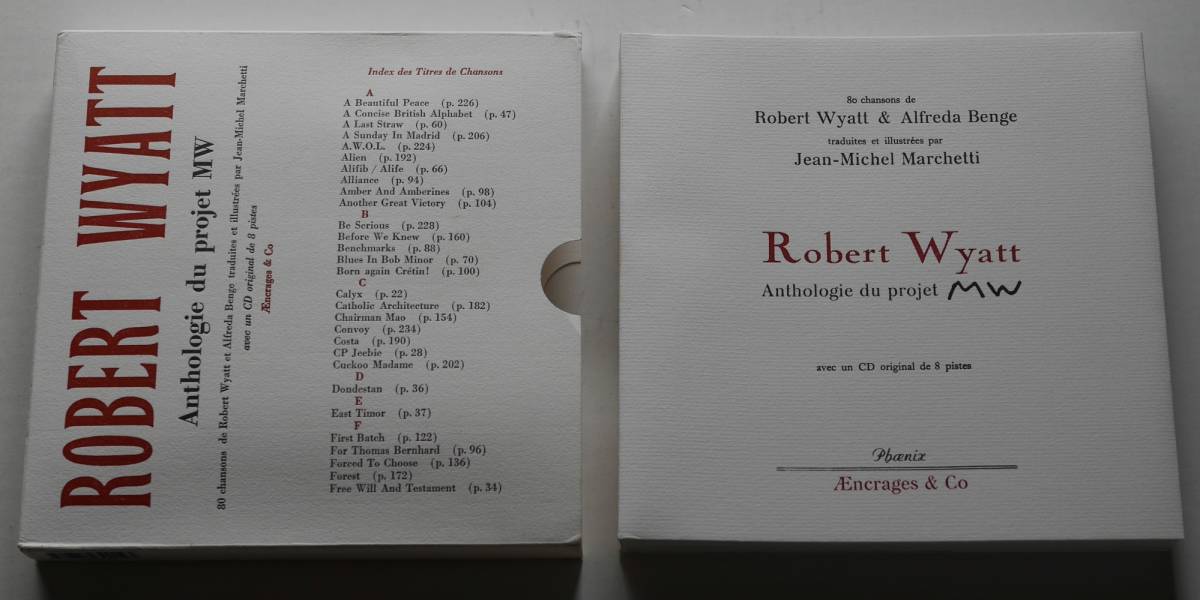 ROBERT WYATT
Anthologie du projet MW
80 chansons de Robert Wyatt et Alfreda Benge traduites et illustrées par Jean-Michel Marchetti
avec un CD original de 8 pistes
Æncrages & Co
Index des Titres de Chansons
A
A Beautiful Peace (p. 226)
A Concise British Alphabet (p. 47)
A Last Straw (p. 60)
A Sunday In Madrid (p. 206)
A.W.O.L. (p. 224)
Alien (p. 192)
Alifib / Alife (p. 66)
Alliance (p. 94)
Amber And Amberines (p. 98)
Another Great Victory (p. 104)
B
Be Serious (p. 228)
Before We Knew (p. 160)
Benchmarks (p. 88)
Blues In Bob Minor (p. 70)
Born again Crétin! (p. 100)
C
Calyx (p. 22)
Catholic Architecture (p. 182)
Chairman Mao (p. 154)
Convoy (p. 234)
Costa (p. 190)
CP Jeebie (p. 28)
Cuckoo Madame (p. 202)
D
Dondestan (p. 36)
E
East Timor (p. 37)
F
First Batch (p. 122)
For Thomas Bernhard (p. 96)
Forced To Choose (p. 136)
Forest (p. 172)
Free Will And Testament (p. 34)
80 chansons de
Robert Wyatt & Alfreda Benge
traduites et illustrées par
Jean-Michel Marchetti
Robert Wyatt
Anthologie du projet MW
avec un CD original de 8 pistes
Phœnix
Æncrages & Co